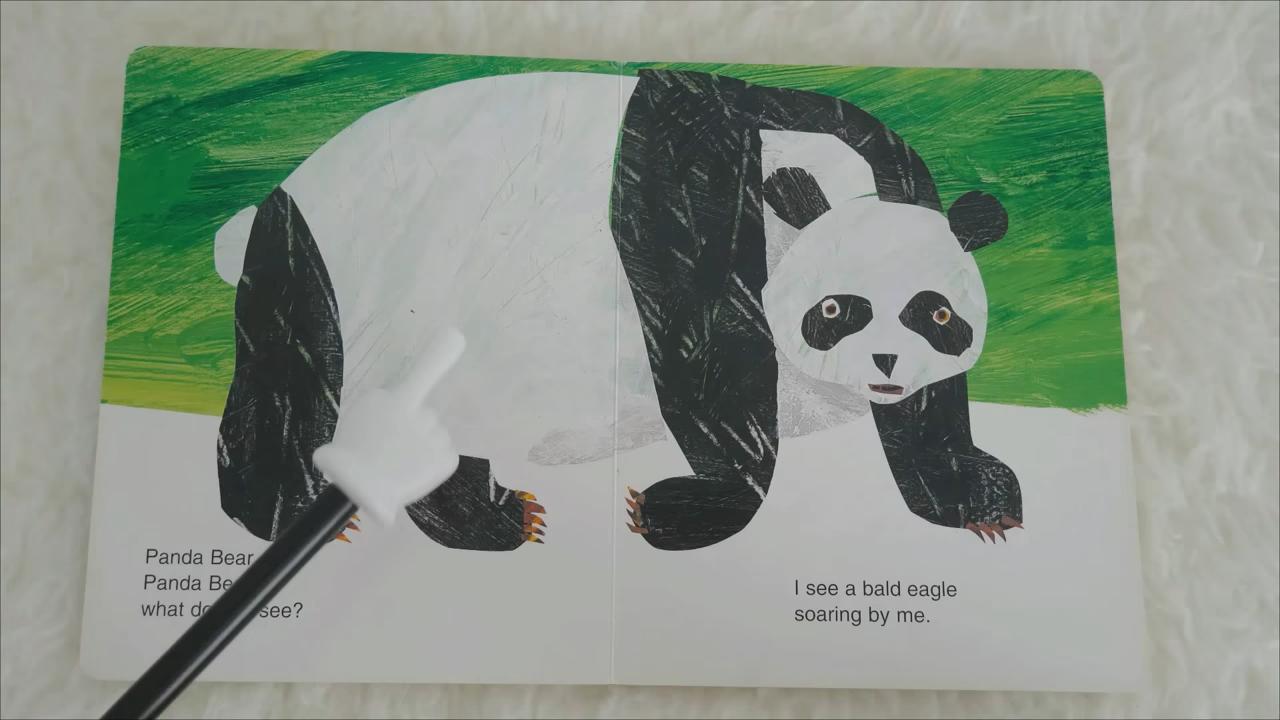 Panda Bear
Panda
what see?
I see a bald eagle
soaring by me.